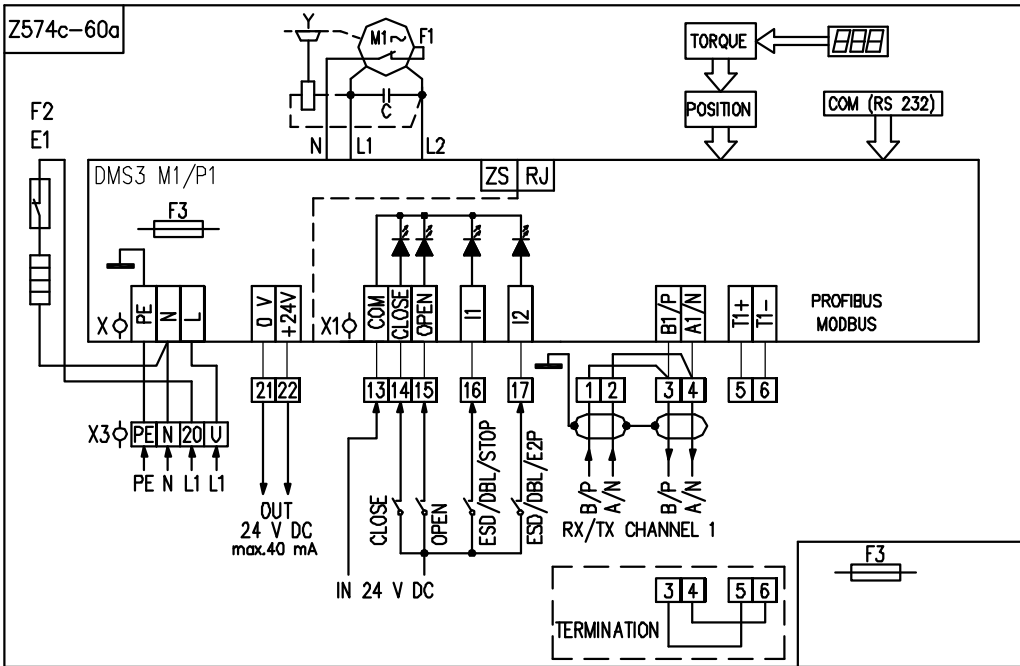 Z574c-60a
Y
M1~
F1
C
N L1 L2
TORQUE
POSITION
COM (RS 232)
F2
E1
DMS3 M1/P1
ZS RJ
F3
X
PE
N
L
0 V
+24V
X1
COM
CLOSE
OPEN
I1
I2
B1/P
A1/N
T1+
T1-
PROFIBUS
MODBUS
21 22
13 14 15
16
17
1 2
3 4
5 6
X3
PE N 20 U
PE N L1 L1
OUT
24 V DC
max.40 mA
CLOSE
OPEN
ESD/DBL/STOP
ESD/DBL/E2P
B/P
A/N
B/P
A/N
RX/TX CHANNEL 1
IN 24 V DC
TERMINATION
3 4
5 6
F3